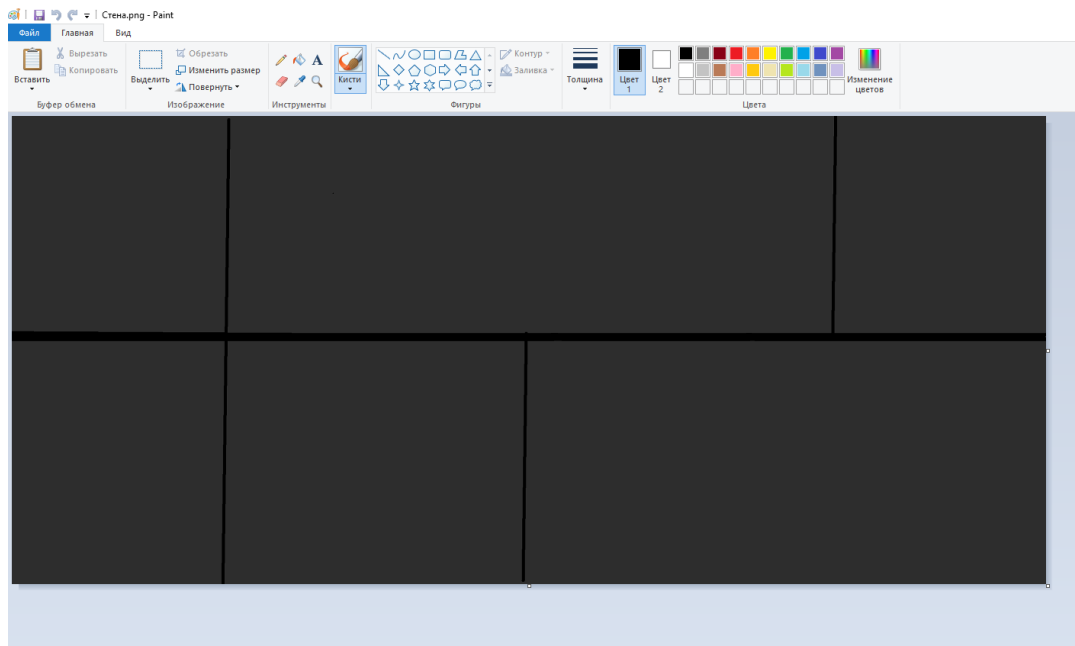 Стена.png - Paint
Файл Главная Вид
Вставить
Вырезать
Копировать
Буфер обмена
Выделить
Обрезать
Изменить размер
Повернуть
Изображение
A
Инструменты
Кисти
Контур
Заливка
Фигуры
Толщина
Цвет 1
Цвет 2
Цвета
Изменение цветов